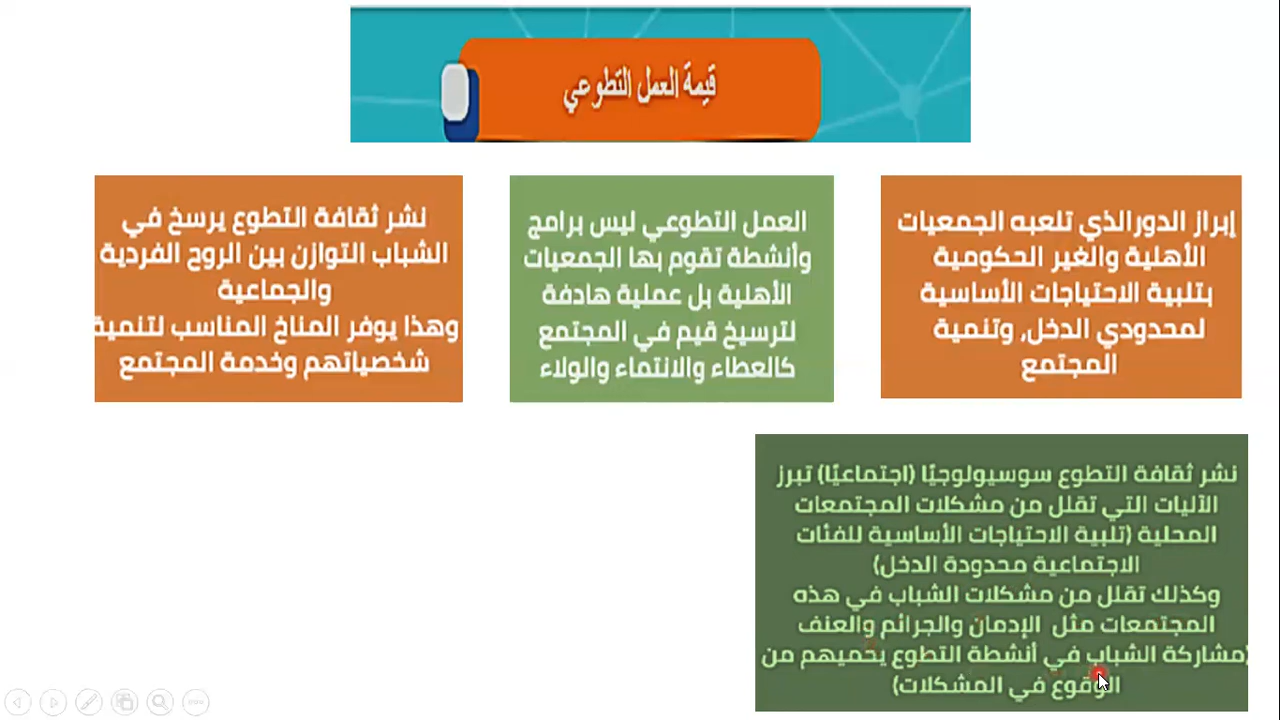 قيمة العمل التطوعي
إبراز الدورالذي تلعبه الجمعيات
الأهلية والغير الحكومية
بتلبية الاحتياجات الأساسية
لمحدودي الدخل, وتنمية
المجتمع
العمل التطوعي ليس برامج
وأنشطة تقوم بها الجمعيات
الأهلية بل عملية هادفة
لترسيخ قيم في المجتمع
كالعطاء والانتماء والولاء
نشر ثقافة التطوع يرسخ في
الشباب التوازن بين الروح الفردية
والجماعية
وهذا يوفر المناخ المناسب لتنمية
شخصياتهم وخدمة المجتمع
نشر ثقافة التطوع سوسيولوجيًا (اجتماعيًا) تبرز
الآليات التي تقلل من مشكلات المجتمعات
المحلية (تلبية الاحتياجات الأساسية للفئات
الاجتماعية محدودة الدخل)
وكذلك تقلل من مشكلات الشباب في هذه
المجتمعات مثل الإدمان والجرائم والعنف
(مشاركة الشباب في أنشطة التطوع يحميهم من
الوقوع في المشكلات)